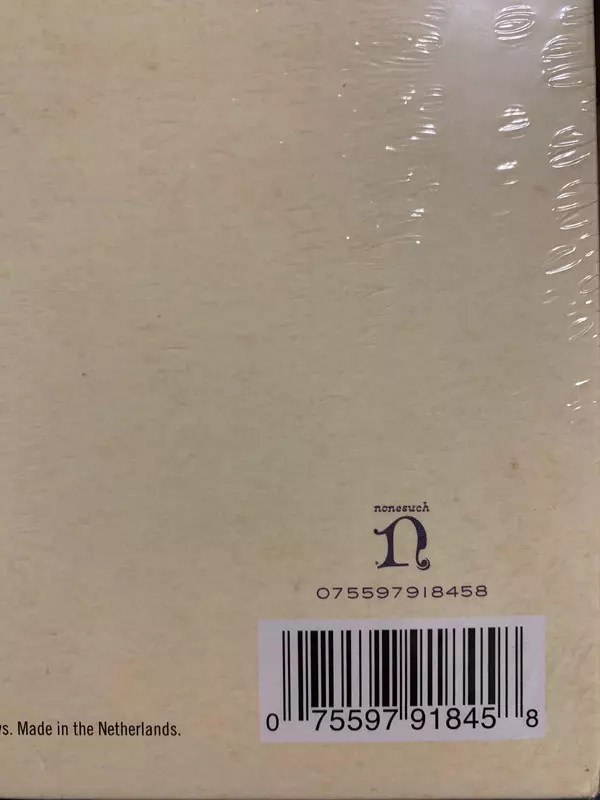 nonesuch
n
075597918458
0 75597 91845 8
s. Made in the Netherlands.